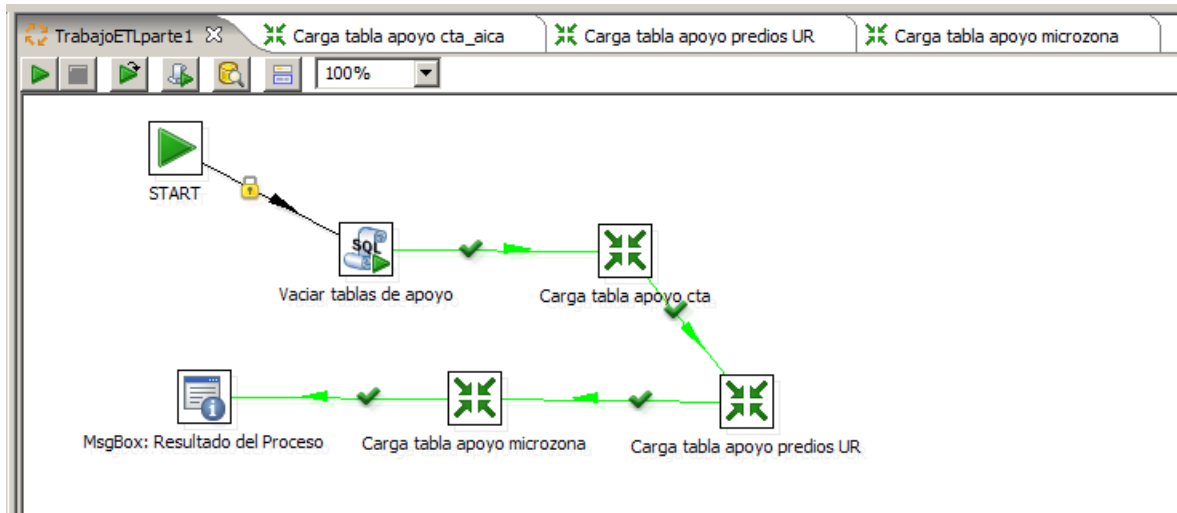 TrabajoETLparte1
Carga tabla apoyo cta_aica
Carga tabla apoyo predios UR
Carga tabla apoyo microzona
100%
START
SQL
Vaciar tablas de apoyo
Carga tabla apoyo cta
MsgBox: Resultado del Proceso
Carga tabla apoyo microzona
Carga tabla apoyo predios UR